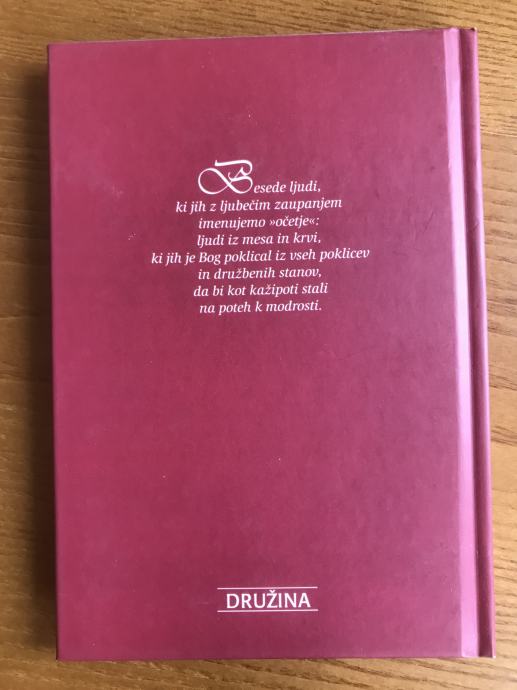 Besede ljudi,
ki jih z ljubečim zaupanjem
imenujemo »očetje«:
ljudi iz mesa in krvi,
ki jih je Bog poklical iz vseh poklicev
in družbenih stanov,
da bi kot kažipoti stali
na poteh k modrosti.
DRUŽINA